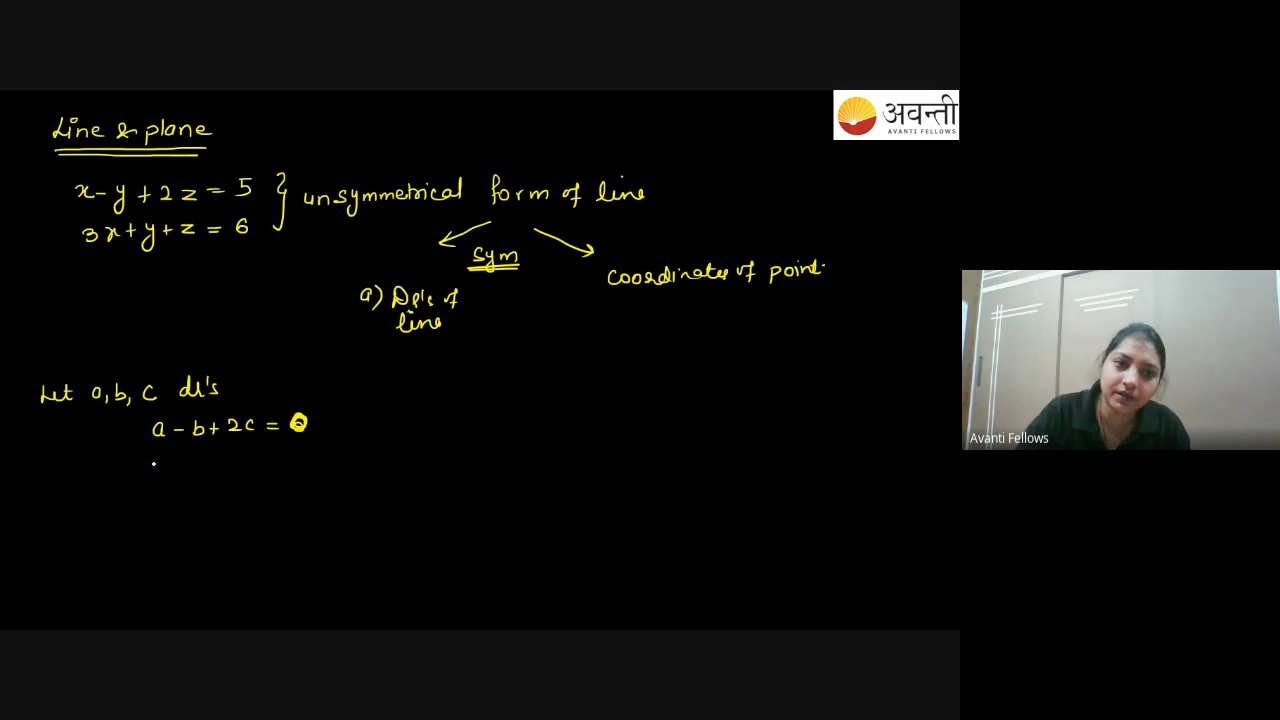 Line & plane
x - y + 2z = 5 } unsymmetrical form of line
3x + y + z = 6
sym
coordinates of point.
a) DR's of
line
Let a, b, c dr's
a - b + 2c = 0
अवन्ती
AVANTI FELLOWS
Avanti Fellows